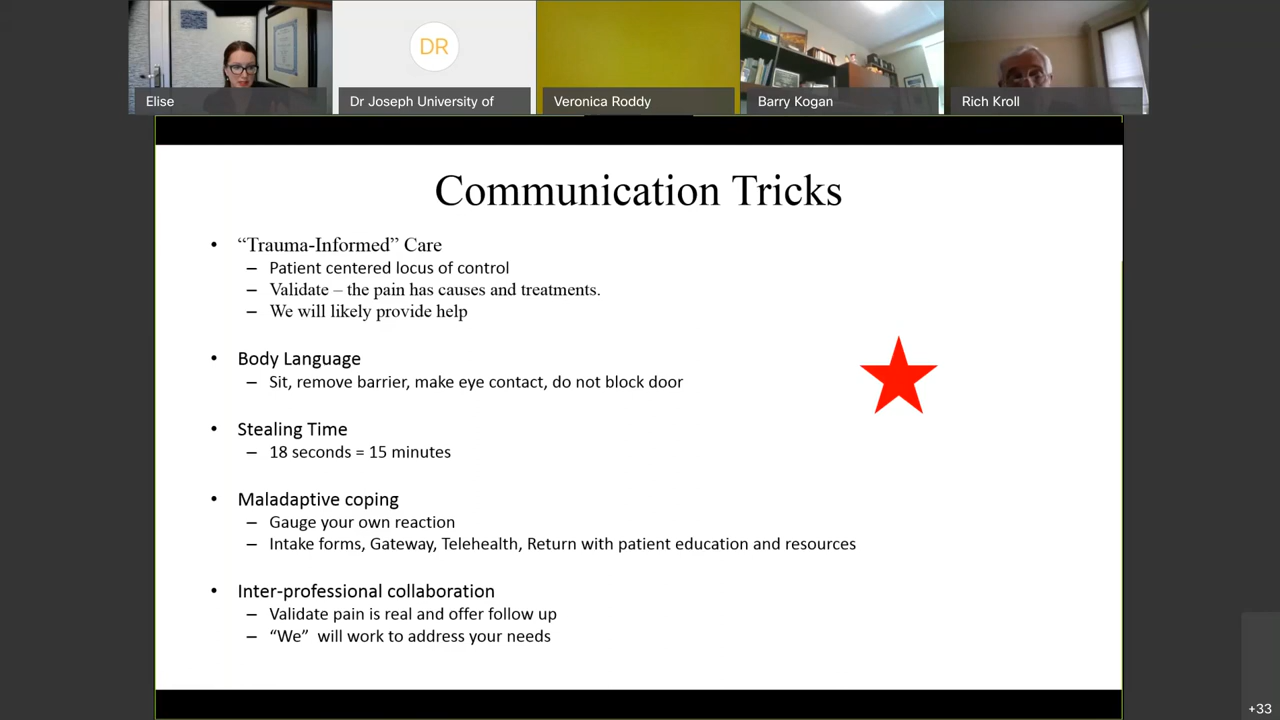 DR
Elise
Dr Joseph University of
Veronica Roddy
Barry Kogan
Rich Kroll
Communication Tricks
• “Trauma-Informed” Care
– Patient centered locus of control
– Validate – the pain has causes and treatments.
– We will likely provide help
• Body Language
– Sit, remove barrier, make eye contact, do not block door
• Stealing Time
– 18 seconds = 15 minutes
• Maladaptive coping
– Gauge your own reaction
– Intake forms, Gateway, Telehealth, Return with patient education and resources
• Inter-professional collaboration
– Validate pain is real and offer follow up
– “We” will work to address your needs
+33